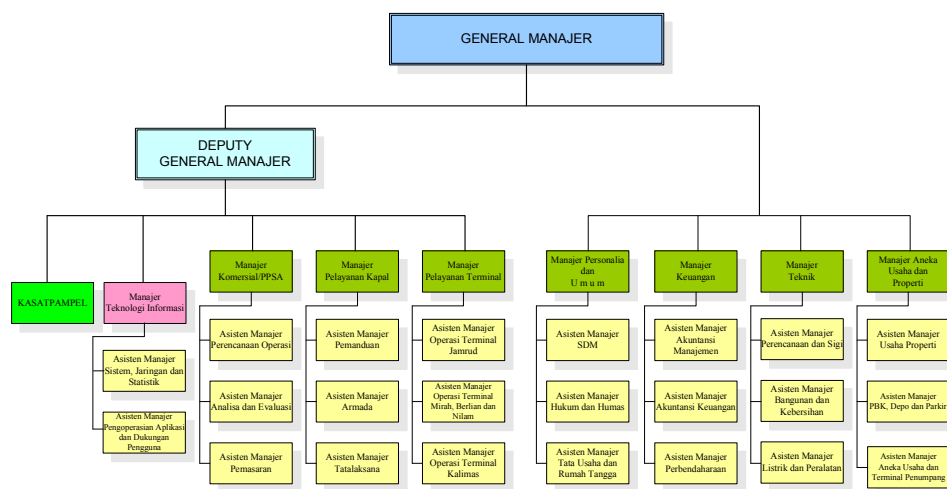 GENERAL MANAJER
DEPUTY
GENERAL MANAJER
KASATPAMPEL
Manajer
Teknologi Informasi
Manajer
Komersial/PPSA
Manajer
Pelayanan Kapal
Manajer
Pelayanan Terminal
Manajer Personalia
dan
U m u m
Manajer
Keuangan
Manajer
Teknik
Manajer Aneka
Usaha dan
Properti
Asisten Manajer
Sistem, Jaringan dan
Statistik
Asisten Manajer
Pengoperasian Aplikasi
dan Dukungan
Pengguna
Asisten Manajer
Perencanaan Operasi
Asisten Manajer
Analisa dan Evaluasi
Asisten Manajer
Pemasaran
Asisten Manajer
Pemanduan
Asisten Manajer
Armada
Asisten Manajer
Tatalaksana
Asisten Manajer
Operasi Terminal
Jamrud
Asisten Manajer
Operasi Terminal
Mirah, Berlian dan
Nilam
Asisten Manajer
Operasi Terminal
Kalimas
Asisten Manajer
SDM
Asisten Manajer
Hukum dan Humas
Asisten Manajer
Tata Usaha dan
Rumah Tangga
Asisten Manajer
Akuntansi
Manajemen
Asisten Manajer
Akuntansi Keuangan
Asisten Manajer
Perbendaharaan
Asisten Manajer
Perencanaan dan Sigi
Asisten Manajer
Bangunan dan
Kebersihan
Asisten Manajer
Listrik dan Peralatan
Asisten Manajer
Usaha Properti
Asisten Manajer
PBK, Depo dan Parkir
Asisten Manajer
Aneka Usaha dan
Terminal Penumpang